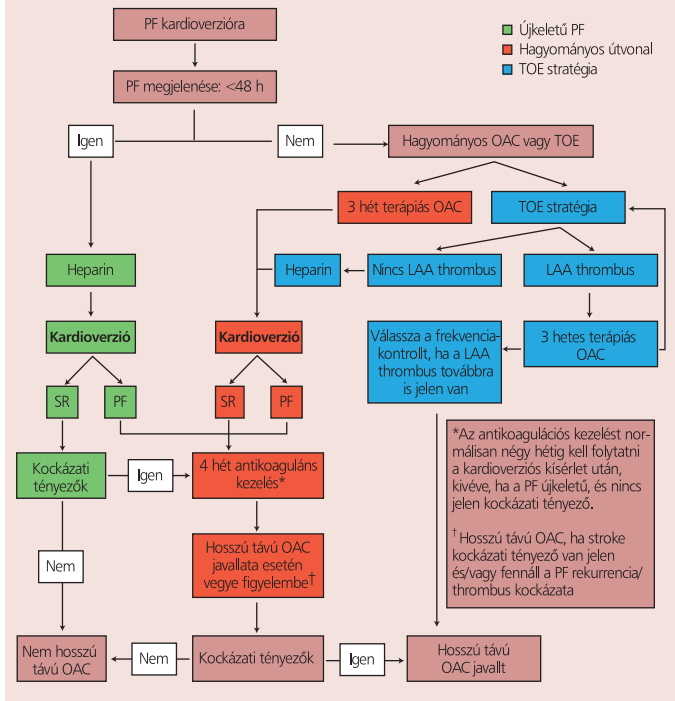 PF kardioverzióra
Újkeletű PF
Hagyományos útvonal
TOE stratégia
PF megjelenése: <48 h
Igen
Nem
Hagyományos OAC vagy TOE
3 hét terápiás OAC
TOE stratégia
Heparin
Heparin
Nincs LAA thrombus
LAA thrombus
Kardioverzió
Kardioverzió
Válassza a frekvencia-
kontrollt, ha a LAA
thrombus továbbra
is jelen van
3 hetes terápiás
OAC
SR
PF
SR
PF
Kockázati
tényezők
Igen
4 hét antikoaguláns
kezelés*
*Az antikoagulációs kezelést nor-
málisan négy hétig kell folytatni
a kardioverziós kísérlet után,
kivéve, ha a PF újkeletű, és nincs
jelen kockázati tényező.
†Hosszú távú OAC, ha stroke
kockázati tényező van jelen
és/vagy fennáll a PF rekurrencia/
thrombus kockázata
Nem
Hosszú távú OAC
javallata esetén
vegye figyelembe†
Nem hosszú
távú OAC
Nem
Kockázati tényezők
Igen
Hosszú távú
OAC javallt